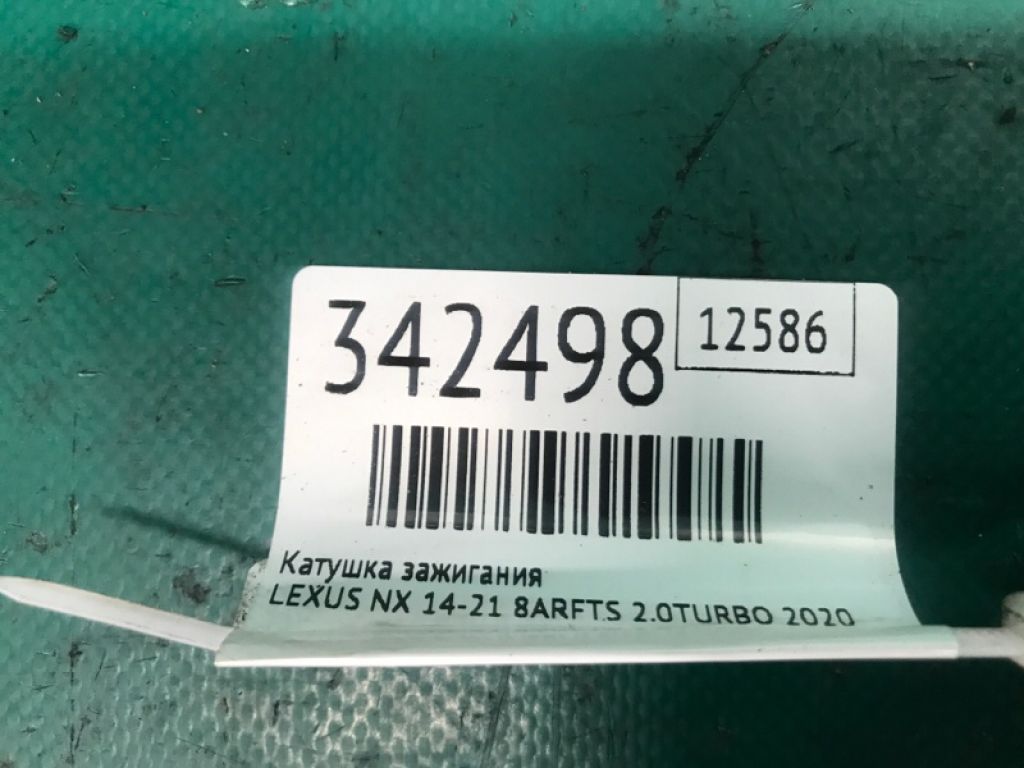 342498
12586
Катушка зажигания
LEXUS NX 14-21 8ARFTS 2.0TURBO 2020